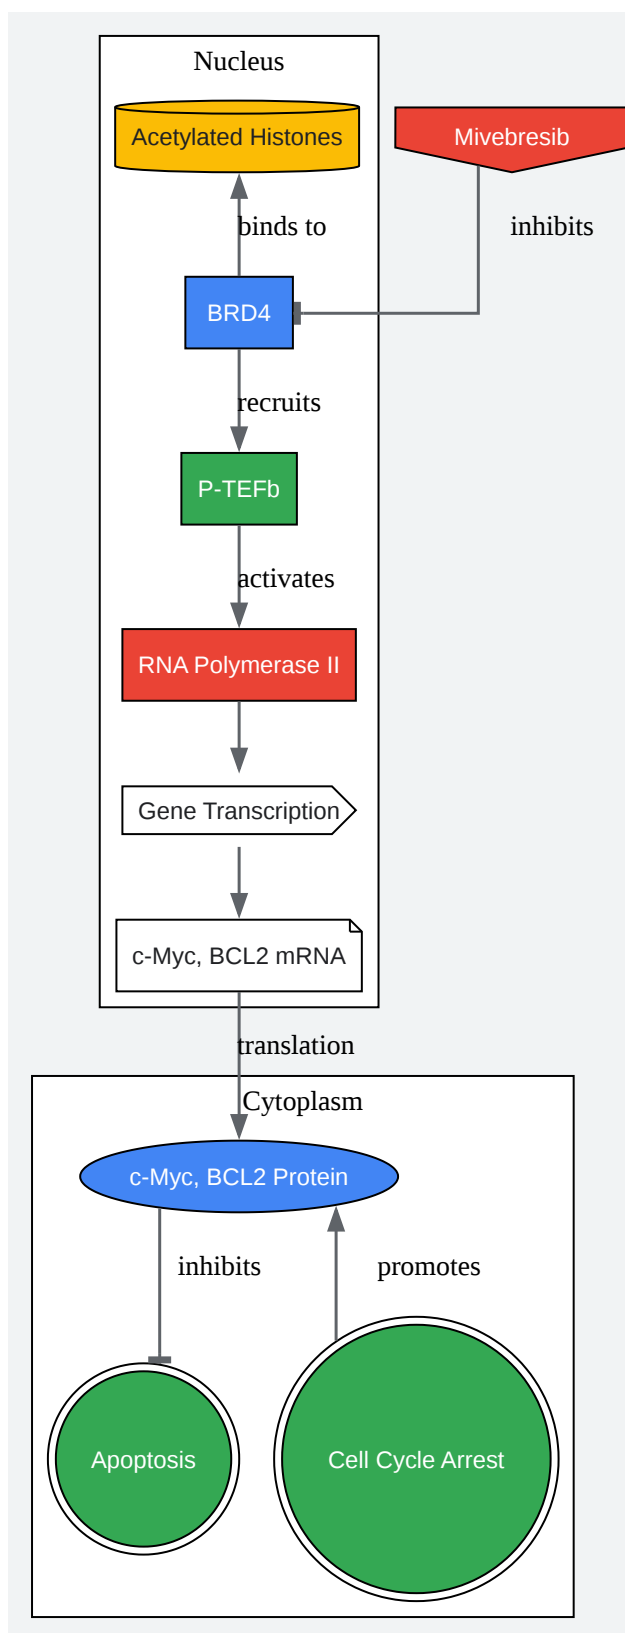 Nucleus
Acetylated Histones
Mivebresib
binds to
inhibits
BRD4
recruits
P-TEFb
activates
RNA Polymerase II
Gene Transcription
c-Myc, BCL2 mRNA
translation
Cytoplasm
c-Myc, BCL2 Protein
inhibits
promotes
Apoptosis
Cell Cycle Arrest